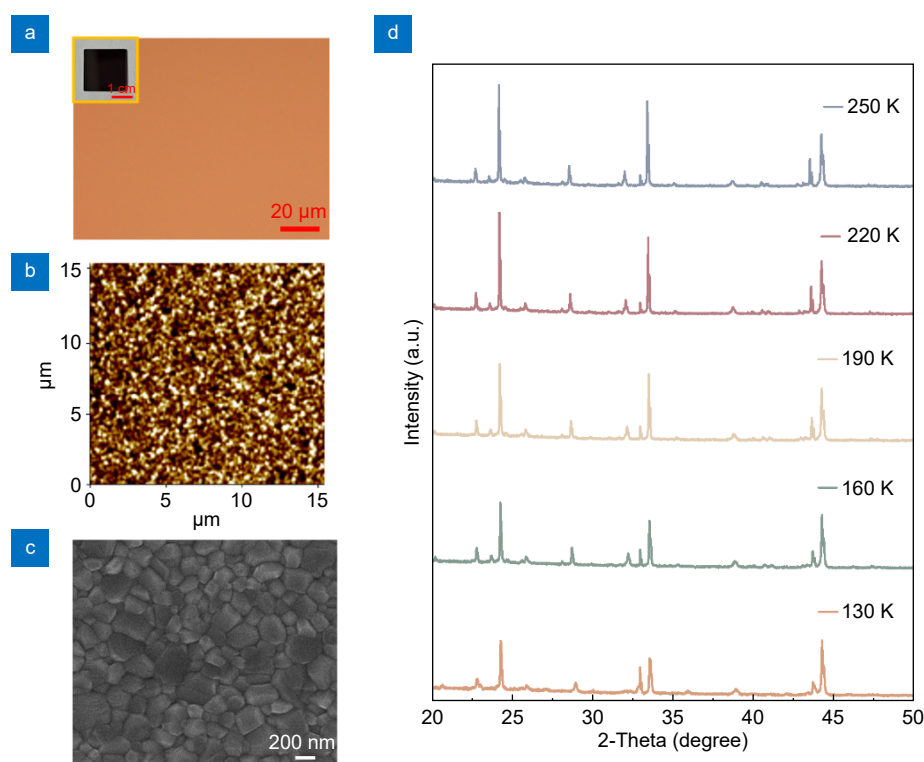 a
1 cm
20 μm
b
15
10
5
0
μm
0 5 10 15
μm
c
200 nm
d
Intensity (a.u.)
250 K
220 K
190 K
160 K
130 K
20 25 30 35 40 45 50
2-Theta (degree)